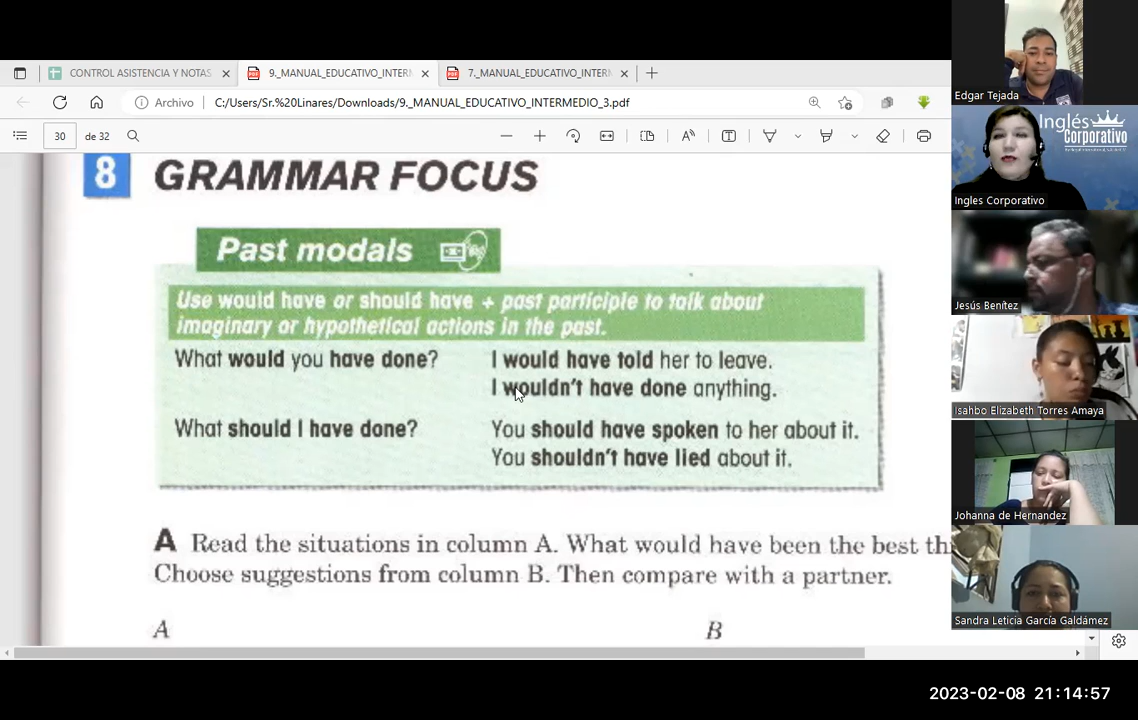 CONTROL ASISTENCIA Y NOTAS
9._MANUAL_EDUCATIVO_INTERM
7._MANUAL_EDUCATIVO_INTERM
Archivo
C:/Users/Sr.%20Linares/Downloads/9._MANUAL_EDUCATIVO_INTERMEDIO_3.pdf
30 de 32
8 GRAMMAR FOCUS
Past modals
Use would have or should have + past participle to talk about
imaginary or hypothetical actions in the past.
What would you have done?
I would have told her to leave.
I wouldn't have done anything.
What should I have done?
You should have spoken to her about it.
You shouldn't have lied about it.
A Read the situations in column A. What would have been the best th
Choose suggestions from column B. Then compare with a partner.
A
B
Edgar Tejada
Inglés
Corporativo
Ingles Corporativo
Jesús Benítez
Isahbo Elizabeth Torres Amaya
Johanna de Hernandez
Sandra Leticia García Galdámez
2023-02-08 21:14:57